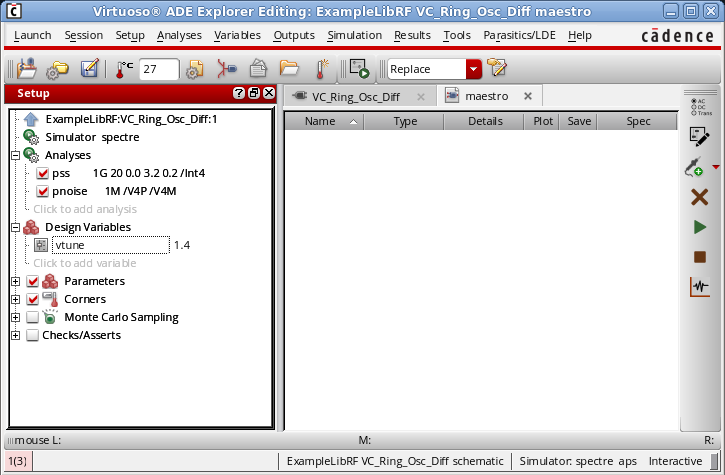 Virtuoso® ADE Explorer Editing: ExampleLibRF VC_Ring_Osc_Diff maestro
Launch Session Setup Analyses Variables Outputs Simulation Results Tools Parasitics/LDE Help cādence
°C 27 Replace
Setup
VC_Ring_Osc_Diff maestro
ExampleLibRF:VC_Ring_Osc_Diff:1
Simulator spectre
Analyses
pss 1G 20 0.0 3.2 0.2 /Int4
pnoise 1M /V4P /V4M
Click to add analysis
Design Variables
vtune 1.4
Click to add variable
Parameters
Corners
Monte Carlo Sampling
Checks/Asserts
Name Type Details Plot Save Spec
AC
DC
Trans
mouse L: M: R:
1(3) ExampleLibRF VC_Ring_Osc_Diff schematic Simulator: spectre aps Interactive